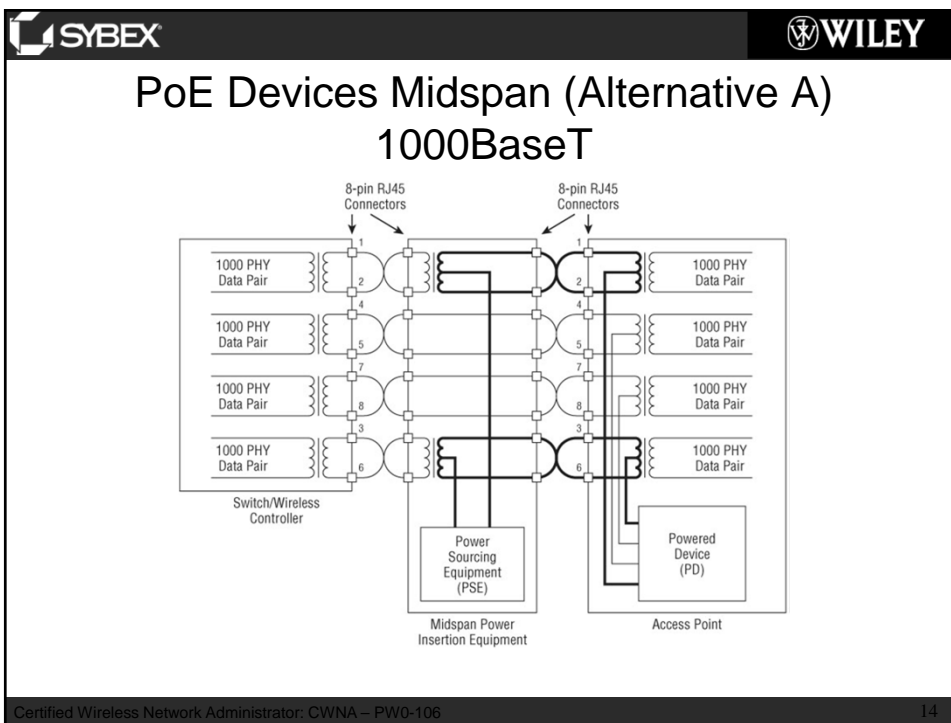 SYBEX
WILEY
PoE Devices Midspan (Alternative A)
1000BaseT
8-pin RJ45
Connectors
8-pin RJ45
Connectors
1
1
1000 PHY
Data Pair
1000 PHY
Data Pair
2
2
4
4
1000 PHY
Data Pair
1000 PHY
Data Pair
5
5
7
7
1000 PHY
Data Pair
1000 PHY
Data Pair
8
8
3
3
1000 PHY
Data Pair
1000 PHY
Data Pair
6
6
Switch/Wireless
Controller
Power
Sourcing
Equipment
(PSE)
Powered
Device
(PD)
Midspan Power
Insertion Equipment
Access Point
Certified Wireless Network Administrator: CWNA – PW0-106
14